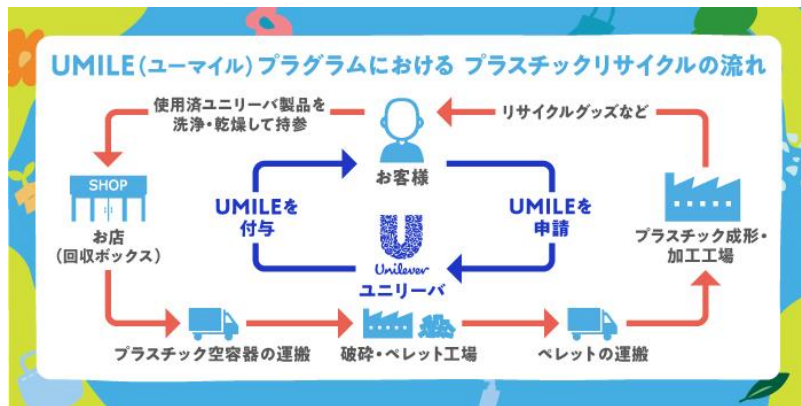 UMILE(ユーマイル)プラグラムにおける プラスチックリサイクルの流れ
使用済ユニリーバ製品を
洗浄・乾燥して持参
リサイクルグッズなど
お客様
SHOP
お店
(回収ボックス)
UMILEを
付与
UMILEを
申請
Unilever
ユニリーバ
プラスチック成形・
加工工場
プラスチック空容器の運搬
破砕・ペレット工場
ペレットの運搬